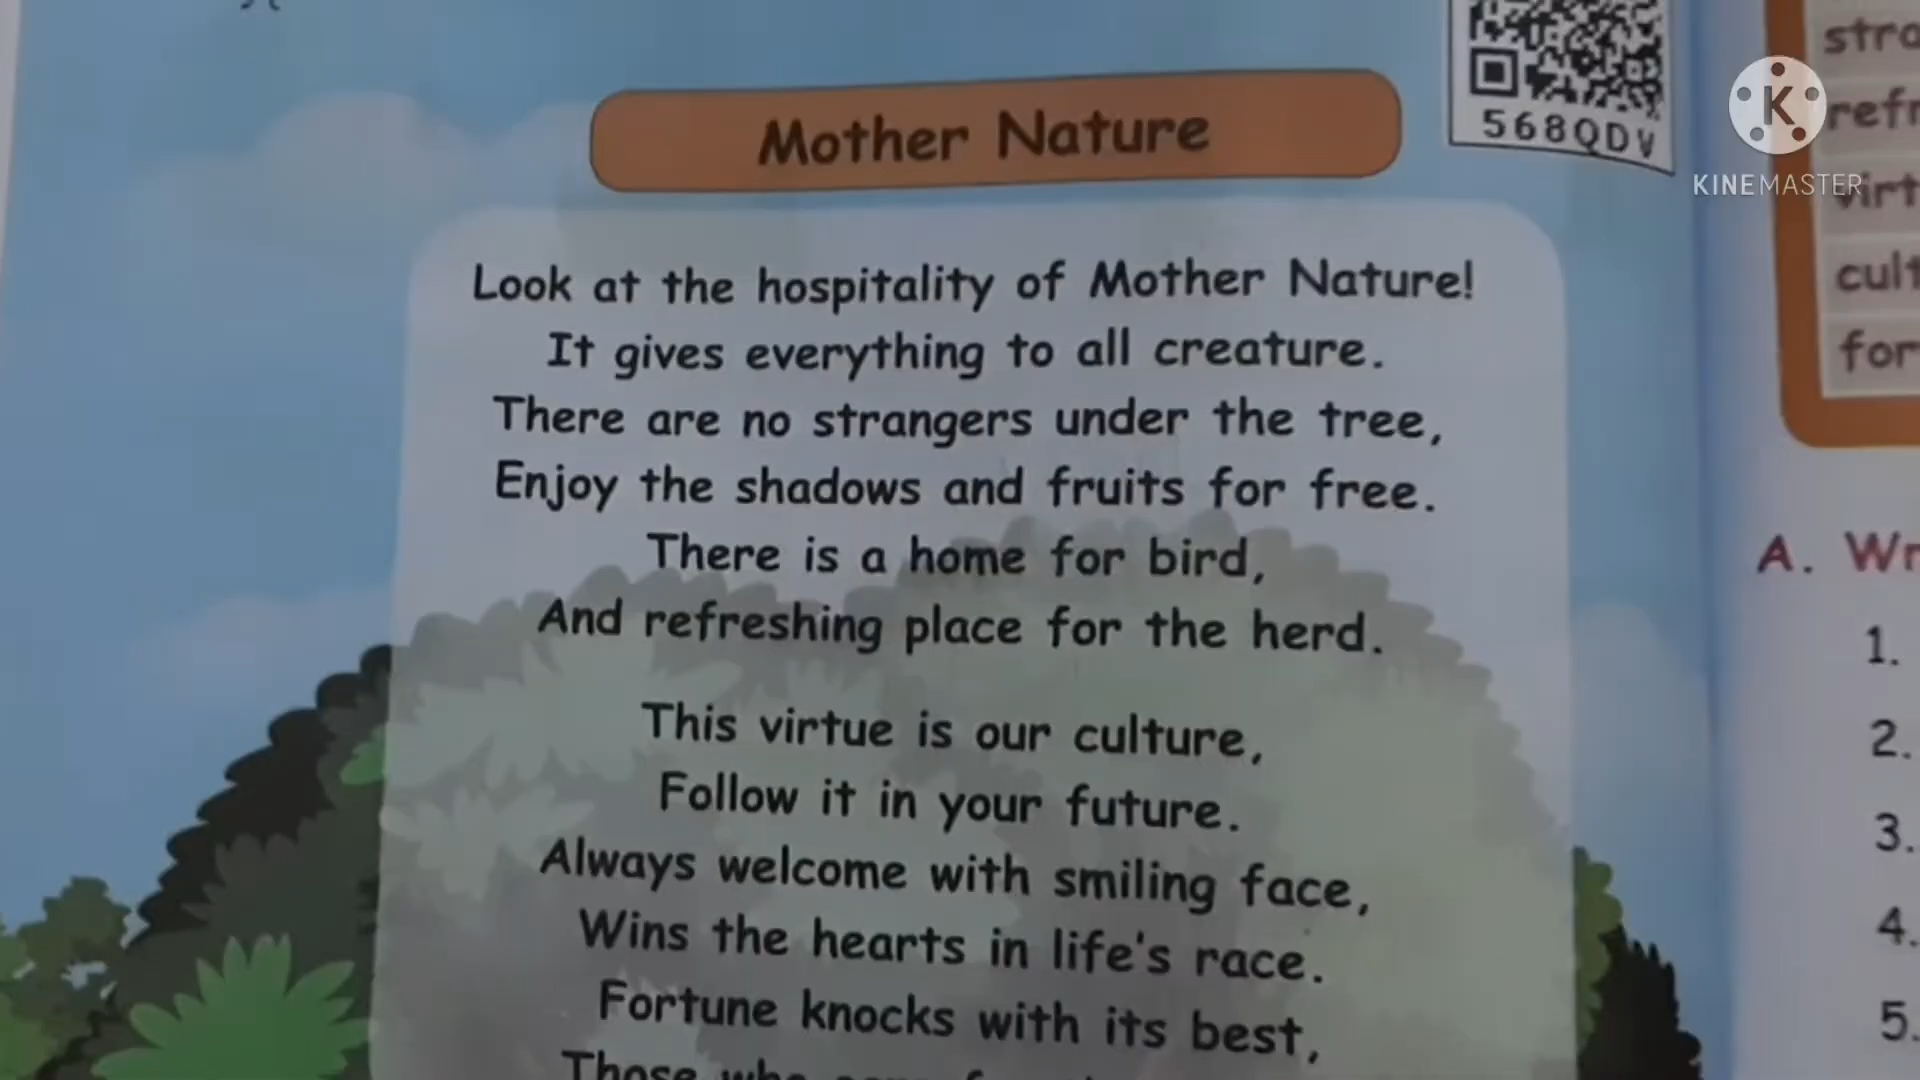 Mother Nature
568QDV
KINEMASTER
Look at the hospitality of Mother Nature!
It gives everything to all creature.
There are no strangers under the tree,
Enjoy the shadows and fruits for free.
There is a home for bird,
And refreshing place for the herd.
This virtue is our culture,
Follow it in your future.
Always welcome with smiling face,
Wins the hearts in life's race.
Fortune knocks with its best,
Those who
A.
1.
2.
3.
4.
5.